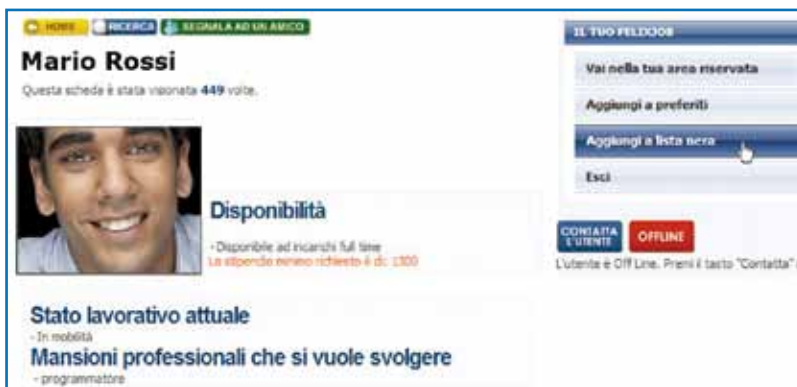 HOME RICERCA SEGNALA AD UN AMICO
Mario Rossi
Questa scheda è stata visionata 449 volte.
Disponibilità
- Disponibile ad incarichi full time
Lo stipendio minimo richiesto è di: 1300
Stato lavorativo attuale
- In mobilità
Mansioni professionali che si vuole svolgere
- programmatore
IL TUO FELIXJOB
Vai nella tua area riservata
Aggiungi a preferiti
Aggiungi a lista nera
Esci
CONTATTA L'UTENTE OFFLINE
L'utente è Off Line. Premi il tasto "Contatta"